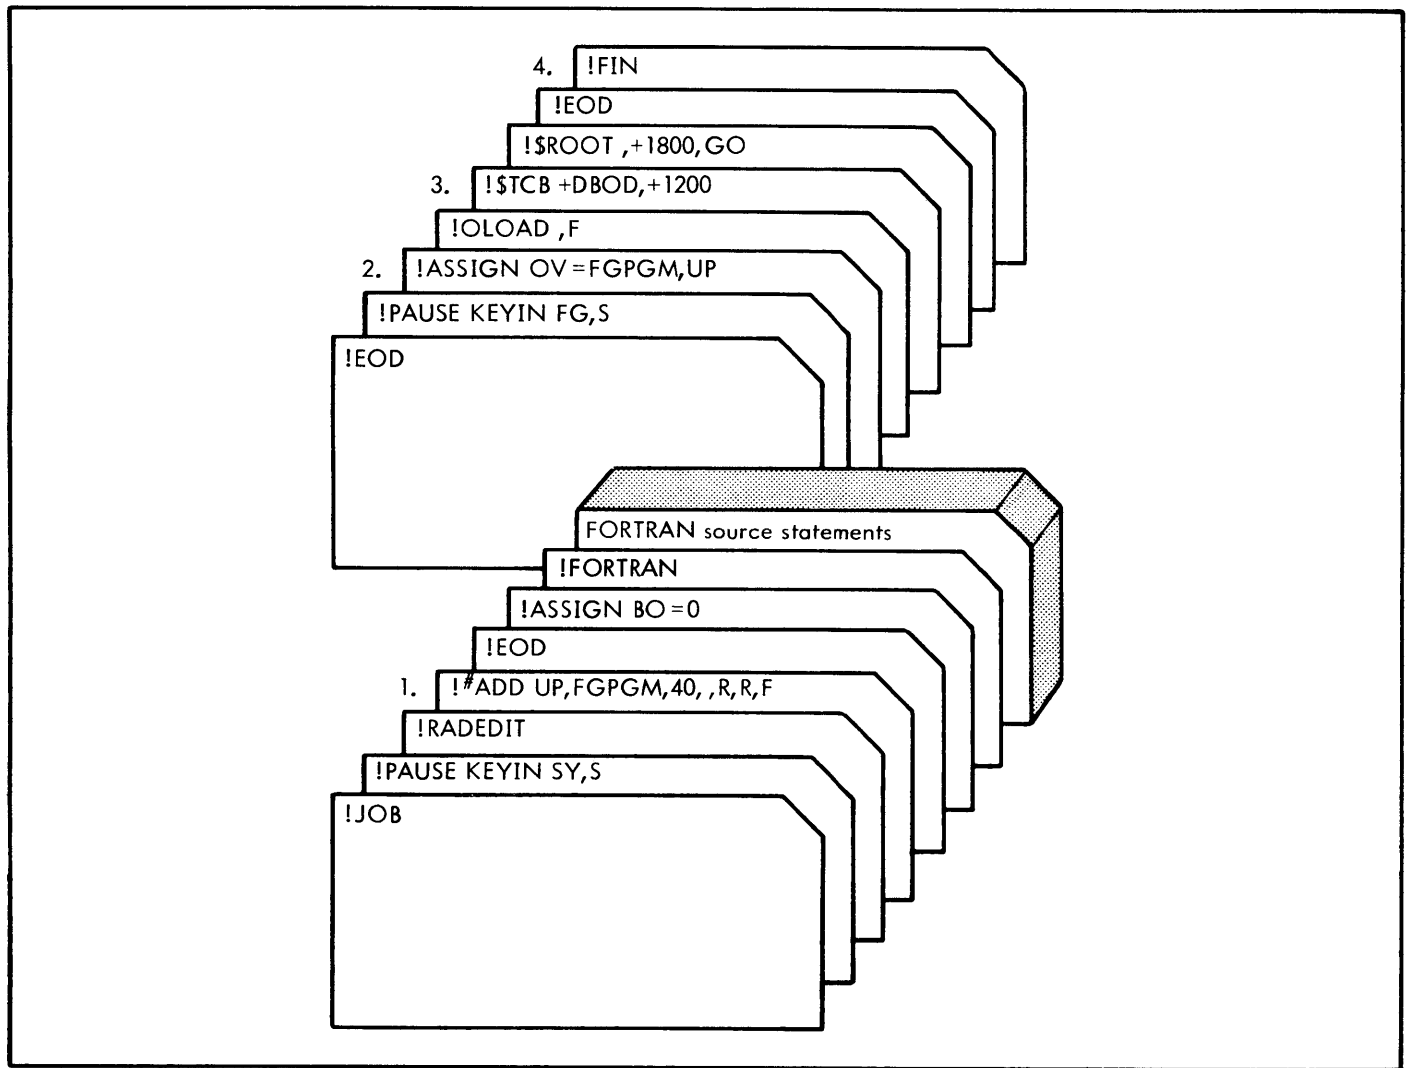 4. !FIN
!EOD
!$ROOT ,+1800,GO
3. !$TCB +DBOD,+1200
!OLOAD ,F
2. !ASSIGN OV=FGPGM,UP
!PAUSE KEYIN FG,S
!EOD
FORTRAN source statements
!FORTRAN
!ASSIGN BO=0
!EOD
1. !#ADD UP,FGPGM,40, ,R,R,F
!RADEDIT
!PAUSE KEYIN SY,S
!JOB